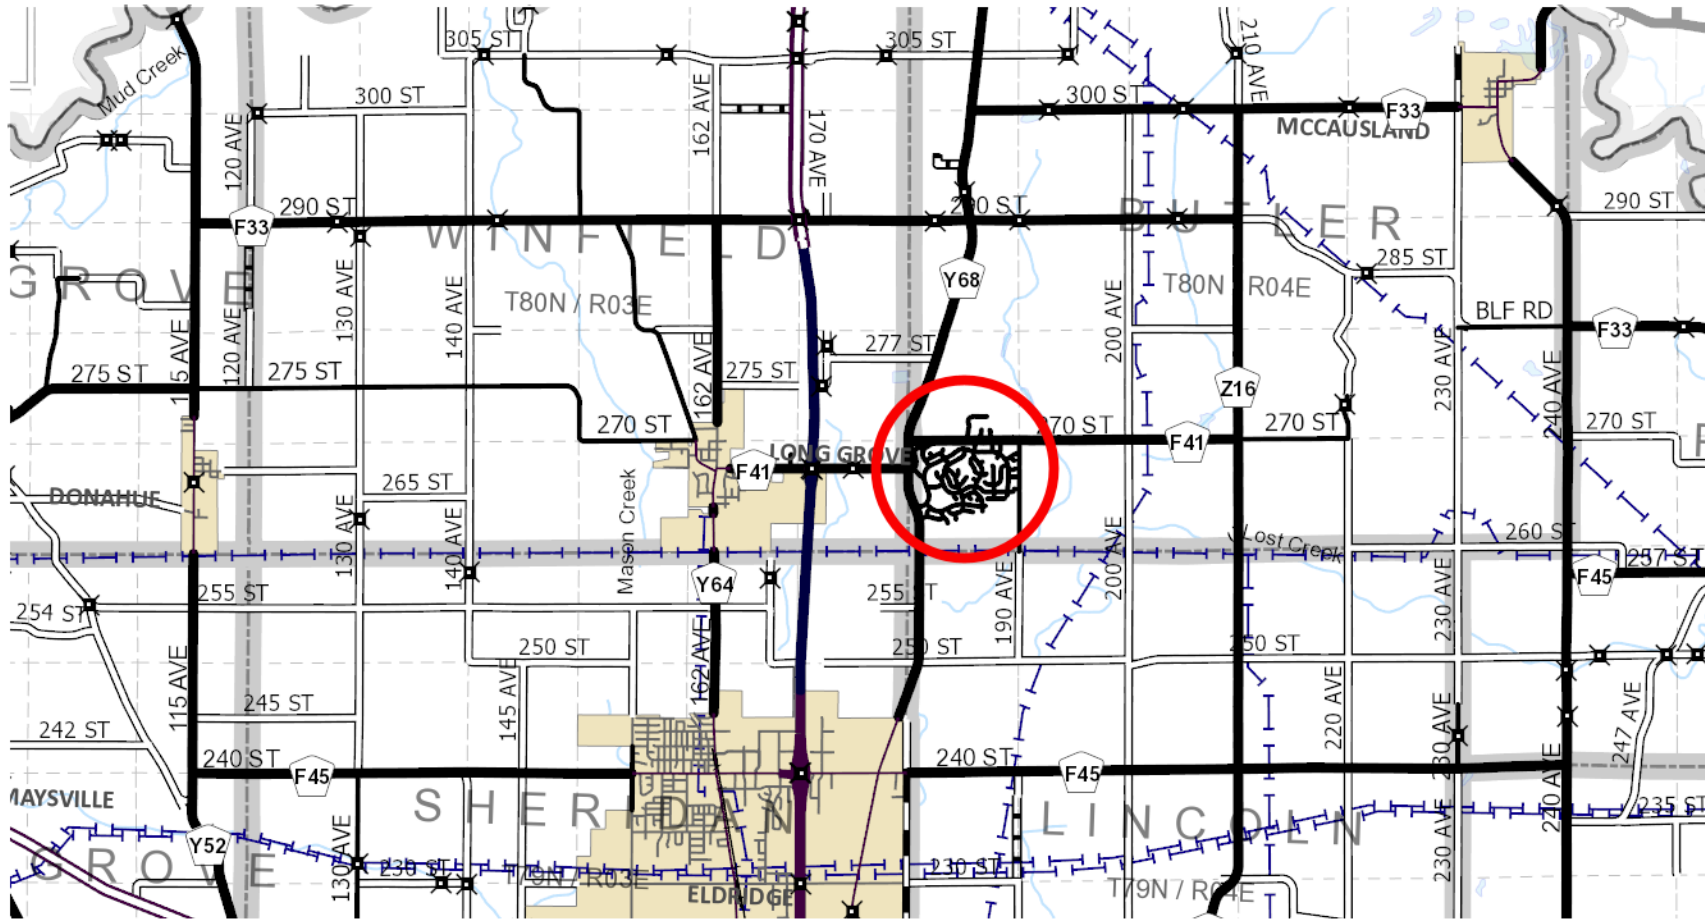 305 ST
305 ST
210 AVE
Mud Creek
300 ST
162 AVE
170 AVE
300 ST
F33
MCCAUSLAND
120 AVE
290 ST
F33
290 ST
290 ST
WINFIELD
BUTLER
GROVE
285 ST
T80N / R03E
Y68
T80N R04E
130 AVE
140 AVE
120 AVE
BLF RD
F33
200 AVE
277 ST
275 ST
275 ST
275 ST
162 AVE
230 AVE
240 AVE
Z16
270 ST
270 ST
270 ST
270 ST
F41
LONG GROVE
F41
DONAHUE
265 ST
Mason Creek
130 AVE
140 AVE
200 AVE
Lost Creek
260 ST
257 ST
F45
Y64
255 ST
255 ST
254 ST
190 AVE
230 AVE
250 ST
250 ST
250 ST
162 AVE
115 AVE
145 AVE
245 ST
220 AVE
230 AVE
247 AVE
242 ST
240 ST
F45
240 ST
F45
240 AVE
MAYSVILLE
SHERIDAN
LINCOLN
235 ST
Y52
130 AVE
230 ST
230 ST
230 AVE
GROVE
T79N / R03E
T79N / R04E
ELDRIDGE